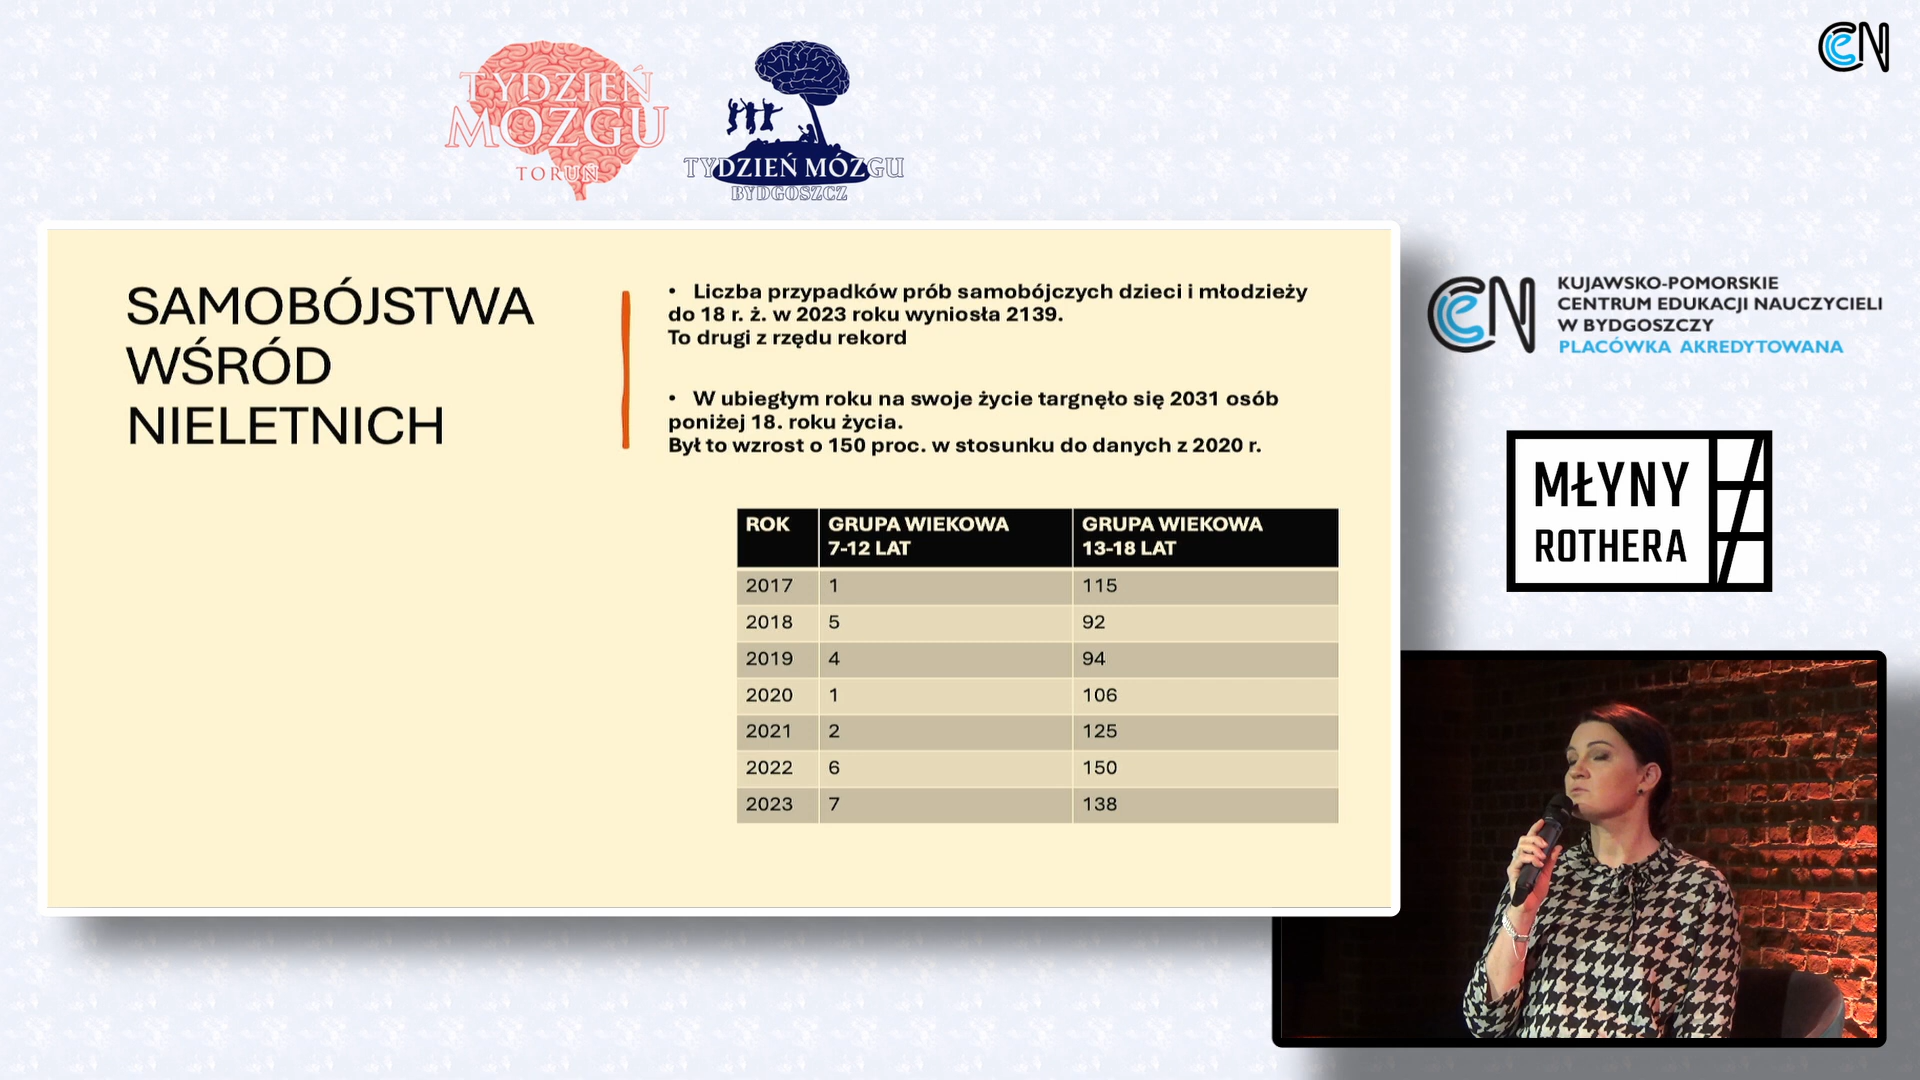 TYDZIEŃ
MÓZGU
TORUŃ
TYDZIEŃ MÓZGU
BYDGOSZCZ
CeN
SAMOBÓJSTWA
WŚRÓD
NIELETNICH
• Liczba przypadków prób samobójczych dzieci i młodzieży
do 18 r. ż. w 2023 roku wyniosła 2139.
To drugi z rzędu rekord
• W ubiegłym roku na swoje życie targnęło się 2031 osób
poniżej 18. roku życia.
Był to wzrost o 150 proc. w stosunku do danych z 2020 r.
ROK GRUPA WIEKOWA 7-12 LAT GRUPA WIEKOWA 13-18 LAT
2017 1 115
2018 5 92
2019 4 94
2020 1 106
2021 2 125
2022 6 150
2023 7 138
CeN
KUJAWSKO-POMORSKIE
CENTRUM EDUKACJI NAUCZYCIELI
W BYDGOSZCZY
PLACÓWKA AKREDYTOWANA
MŁYNY
ROTHERA